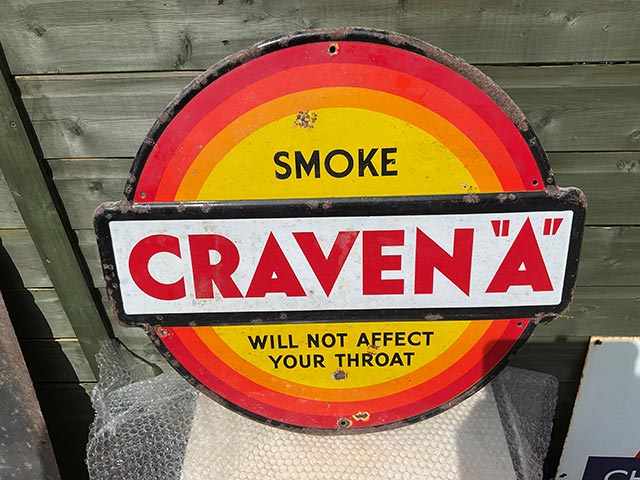 SMOKE
CRAVEN "A"
WILL NOT AFFECT
YOUR THROAT